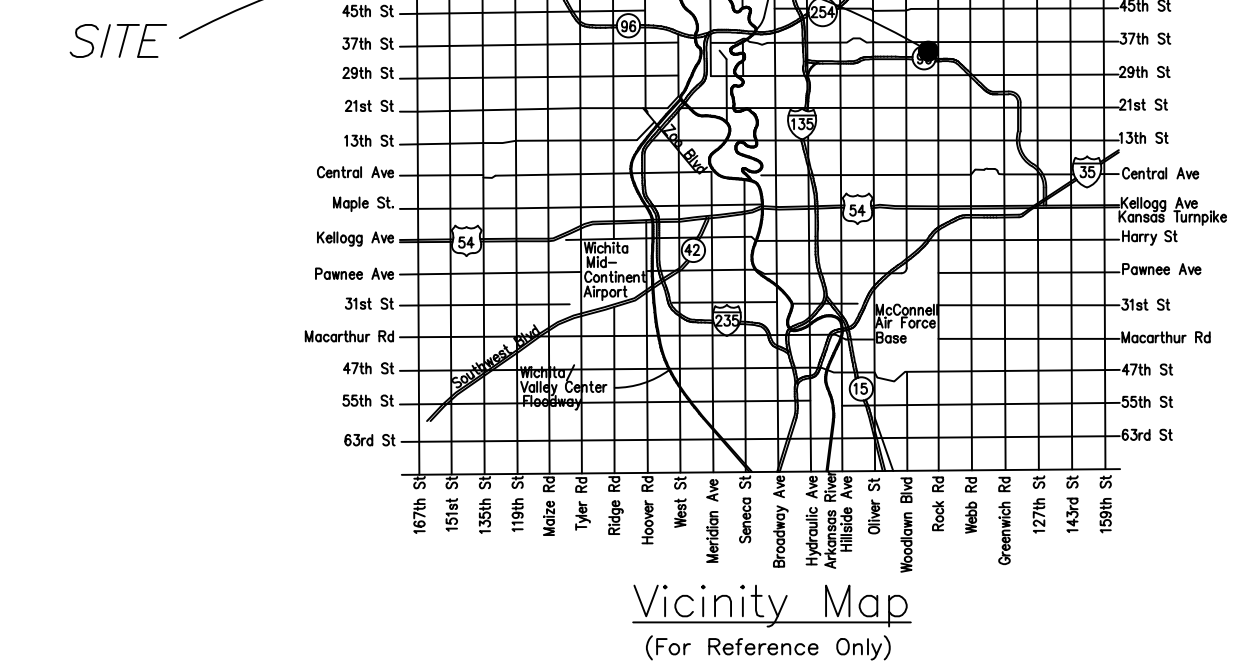 45th St
254
45th St
SITE
96
37th St
37th St
29th St
29th St
21st St
21st St
135
13th St
13th St
Zoo Blvd
Central Ave
35
Central Ave
Maple St.
54
Kellogg Ave
Kansas Turnpike
Kellogg Ave
54
Harry St
42
Wichita
Mid-
Continent
Airport
Pawnee Ave
Pawnee Ave
31st St
31st St
235
McConnell
Air Force
Base
Macarthur Rd
Macarthur Rd
Southwest Blvd
47th St
47th St
Wichita/
Valley Center
Floodway
15
55th St
55th St
63rd St
63rd St
167th St
151st St
135th St
119th St
Maize Rd
Tyler Rd
Ridge Rd
Hoover Rd
West St
Meridian Ave
Seneca St
Broadway Ave
Hydraulic Ave
Arkansas River
Hillside Ave
Oliver St
Woodlawn Blvd
Rock Rd
Webb Rd
Greenwich Rd
127th St
143rd St
159th St
Vicinity Map
(For Reference Only)